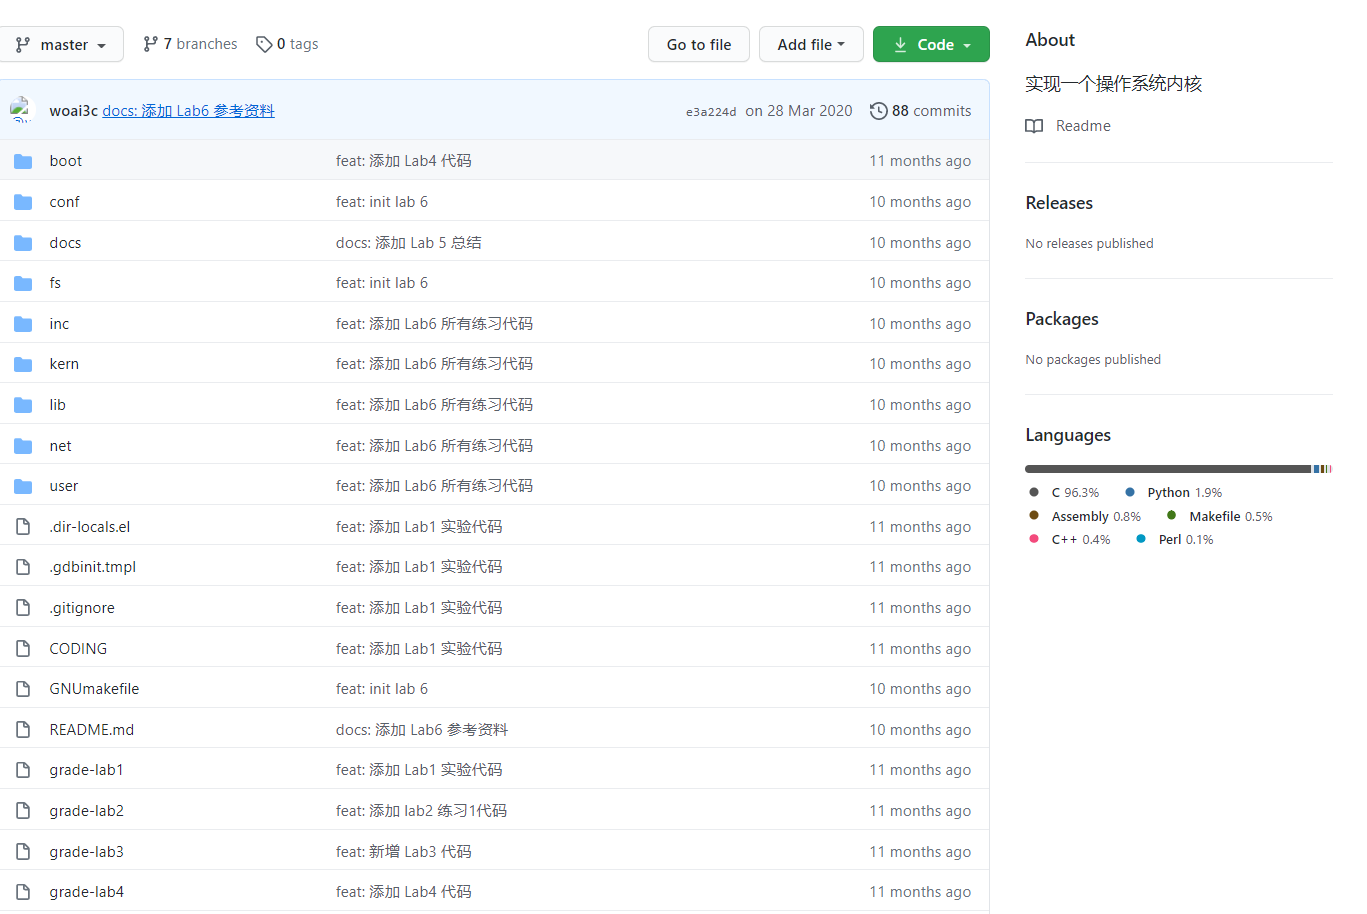 master 7 branches 0 tags Go to file Add file Code
woai3c docs: 添加 Lab6 参考资料 e3a224d on 28 Mar 2020 88 commits
boot feat: 添加 Lab4 代码 11 months ago
conf feat: init lab 6 10 months ago
docs docs: 添加 Lab 5 总结 10 months ago
fs feat: init lab 6 10 months ago
inc feat: 添加 Lab6 所有练习代码 10 months ago
kern feat: 添加 Lab6 所有练习代码 10 months ago
lib feat: 添加 Lab6 所有练习代码 10 months ago
net feat: 添加 Lab6 所有练习代码 10 months ago
user feat: 添加 Lab6 所有练习代码 10 months ago
.dir-locals.el feat: 添加 Lab1 实验代码 11 months ago
.gdbinit.tmpl feat: 添加 Lab1 实验代码 11 months ago
.gitignore feat: 添加 Lab1 实验代码 11 months ago
CODING feat: 添加 Lab1 实验代码 11 months ago
GNUmakefile feat: init lab 6 10 months ago
README.md docs: 添加 Lab6 参考资料 10 months ago
grade-lab1 feat: 添加 Lab1 实验代码 11 months ago
grade-lab2 feat: 添加 lab2 练习1代码 11 months ago
grade-lab3 feat: 新增 Lab3 代码 11 months ago
grade-lab4 feat: 添加 Lab4 代码 11 months ago
About
实现一个操作系统内核
Readme
Releases
No releases published
Packages
No packages published
Languages
C 96.3% Python 1.9%
Assembly 0.8% Makefile 0.5%
C++ 0.4% Perl 0.1%